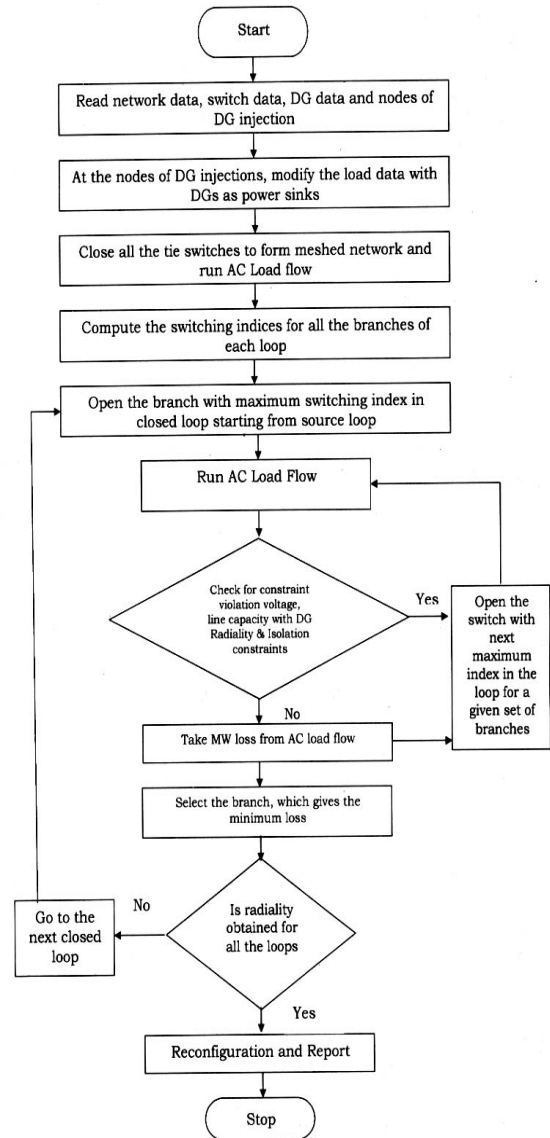 Start
Read network data, switch data, DG data and nodes of
DG injection
At the nodes of DG injections, modify the load data with
DGs as power sinks
Close all the tie switches to form meshed network and
run AC Load flow
Compute the switching indices for all the branches of
each loop
Open the branch with maximum switching index in
closed loop starting from source loop
Run AC Load Flow
Check for constraint
violation voltage,
line capacity with DG
Radiality & Isolation
constraints
Yes
Open the
switch with
next
maximum
index in the
loop for a
given set of
branches
No
Take MW loss from AC load flow
Select the branch, which gives the
minimum loss
Is radiality
obtained for
all the loops
No
Go to the
next closed
loop
Yes
Reconfiguration and Report
Stop